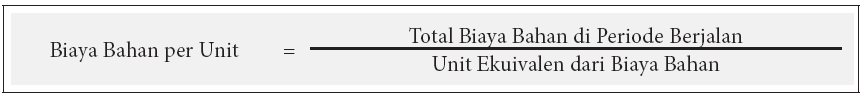 Total Biaya Bahan di Periode Berjalan
Biaya Bahan per Unit =
Unit Ekuivalen dari Biaya Bahan